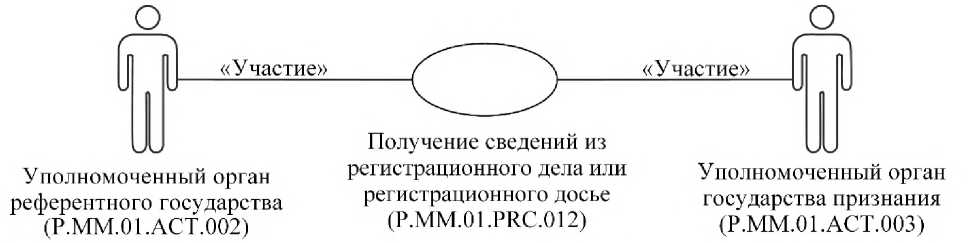 «Участие»
«Участие»
Уполномоченный орган
референтного государства
(P.MM.01.ACT.002)
Получение сведений из
регистрационного дела или
регистрационного досье
(P.MM.01.PRC.012)
Уполномоченный орган
государства признания
(P.MM.01.ACT.003)